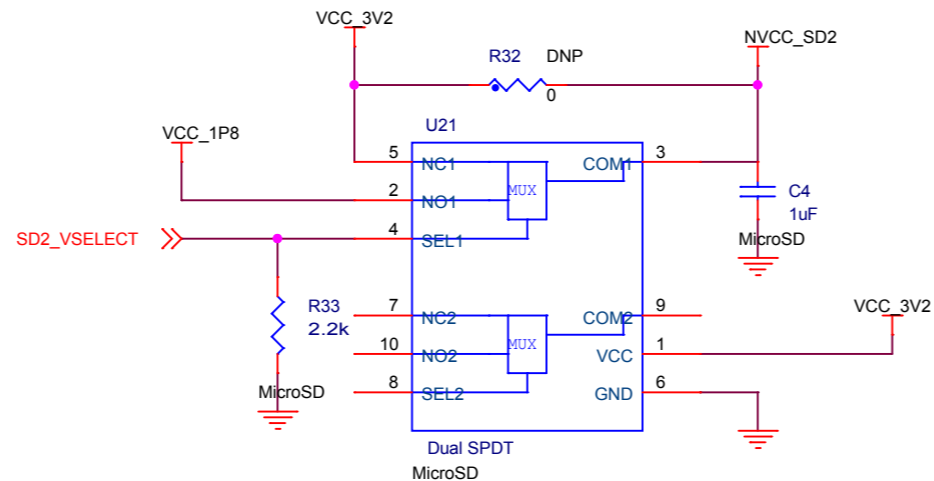 VCC_3V2
NVCC_SD2
R32
DNP
0
U21
VCC_1P8
5
NC1
COM1
3
MUX
2
NO1
C4
1uF
SD2_VSELECT
4
SEL1
MicroSD
R33
2.2k
7
NC2
COM2
9
VCC_3V2
MUX
10
NO2
VCC
1
MicroSD
8
SEL2
GND
6
Dual SPDT
MicroSD